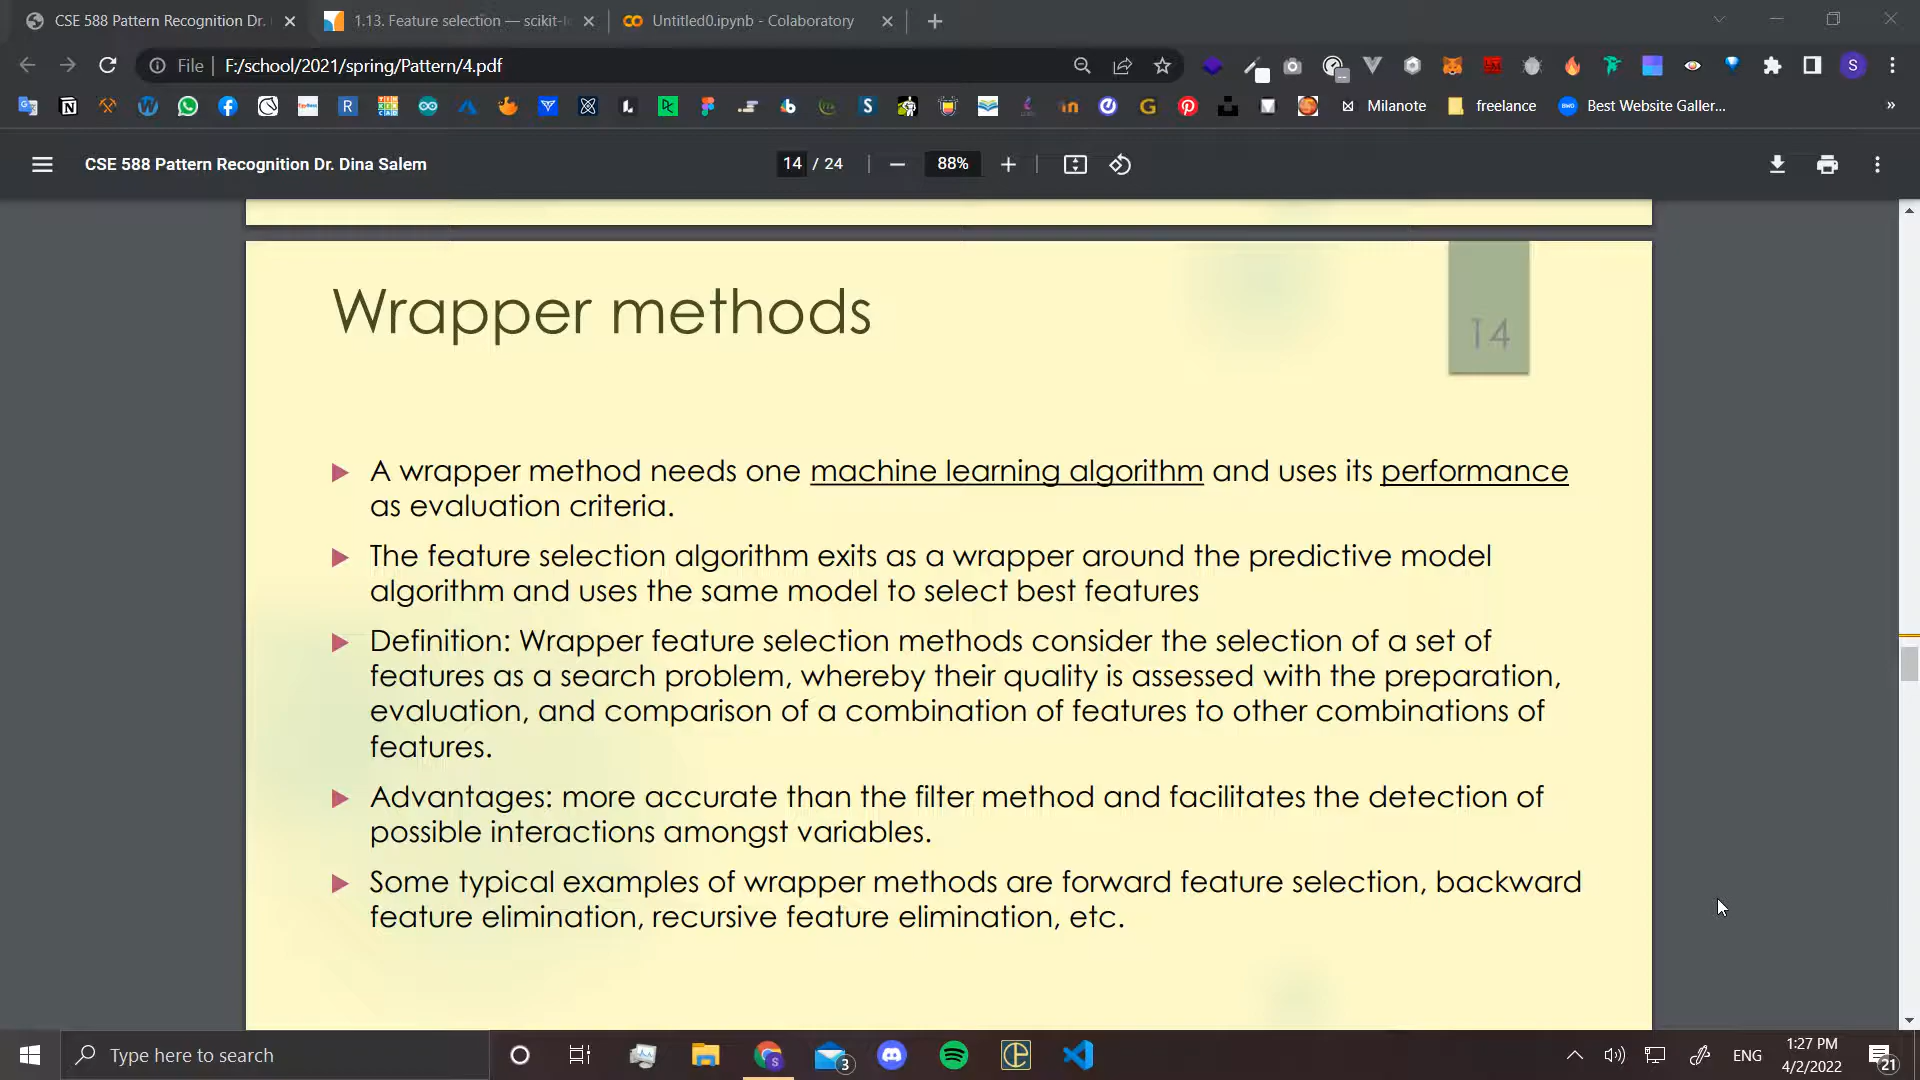 CSE 588 Pattern Recognition Dr.
1.13. Feature selection — scikit-l
Untitled0.ipynb - Colaboratory
File
F:/school/2021/spring/Pattern/4.pdf
S
Milanote
freelance
Best Website Galler...
»
CSE 588 Pattern Recognition Dr. Dina Salem
14 / 24
88%
Wrapper methods
14
A wrapper method needs one machine learning algorithm and uses its performance
as evaluation criteria.
The feature selection algorithm exits as a wrapper around the predictive model
algorithm and uses the same model to select best features
Definition: Wrapper feature selection methods consider the selection of a set of
features as a search problem, whereby their quality is assessed with the preparation,
evaluation, and comparison of a combination of features to other combinations of
features.
Advantages: more accurate than the filter method and facilitates the detection of
possible interactions amongst variables.
Some typical examples of wrapper methods are forward feature selection, backward
feature elimination, recursive feature elimination, etc.
Type here to search
3
ENG
1:27 PM
4/2/2022
21